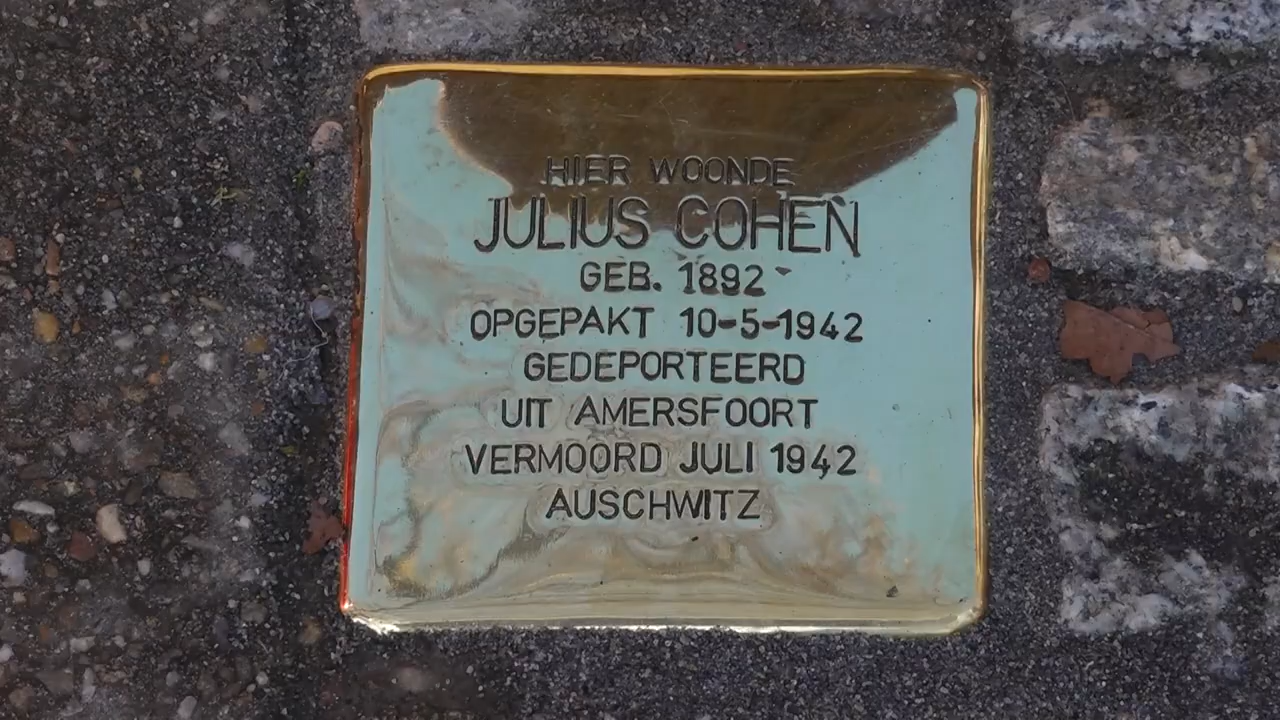 HIER WOONDE
JULIUS COHEN
GEB. 1892
OPGEPAKT 10-5-1942
GEDEPORTEERD
UIT AMERSFOORT
VERMOORD JULI 1942
AUSCHWITZ